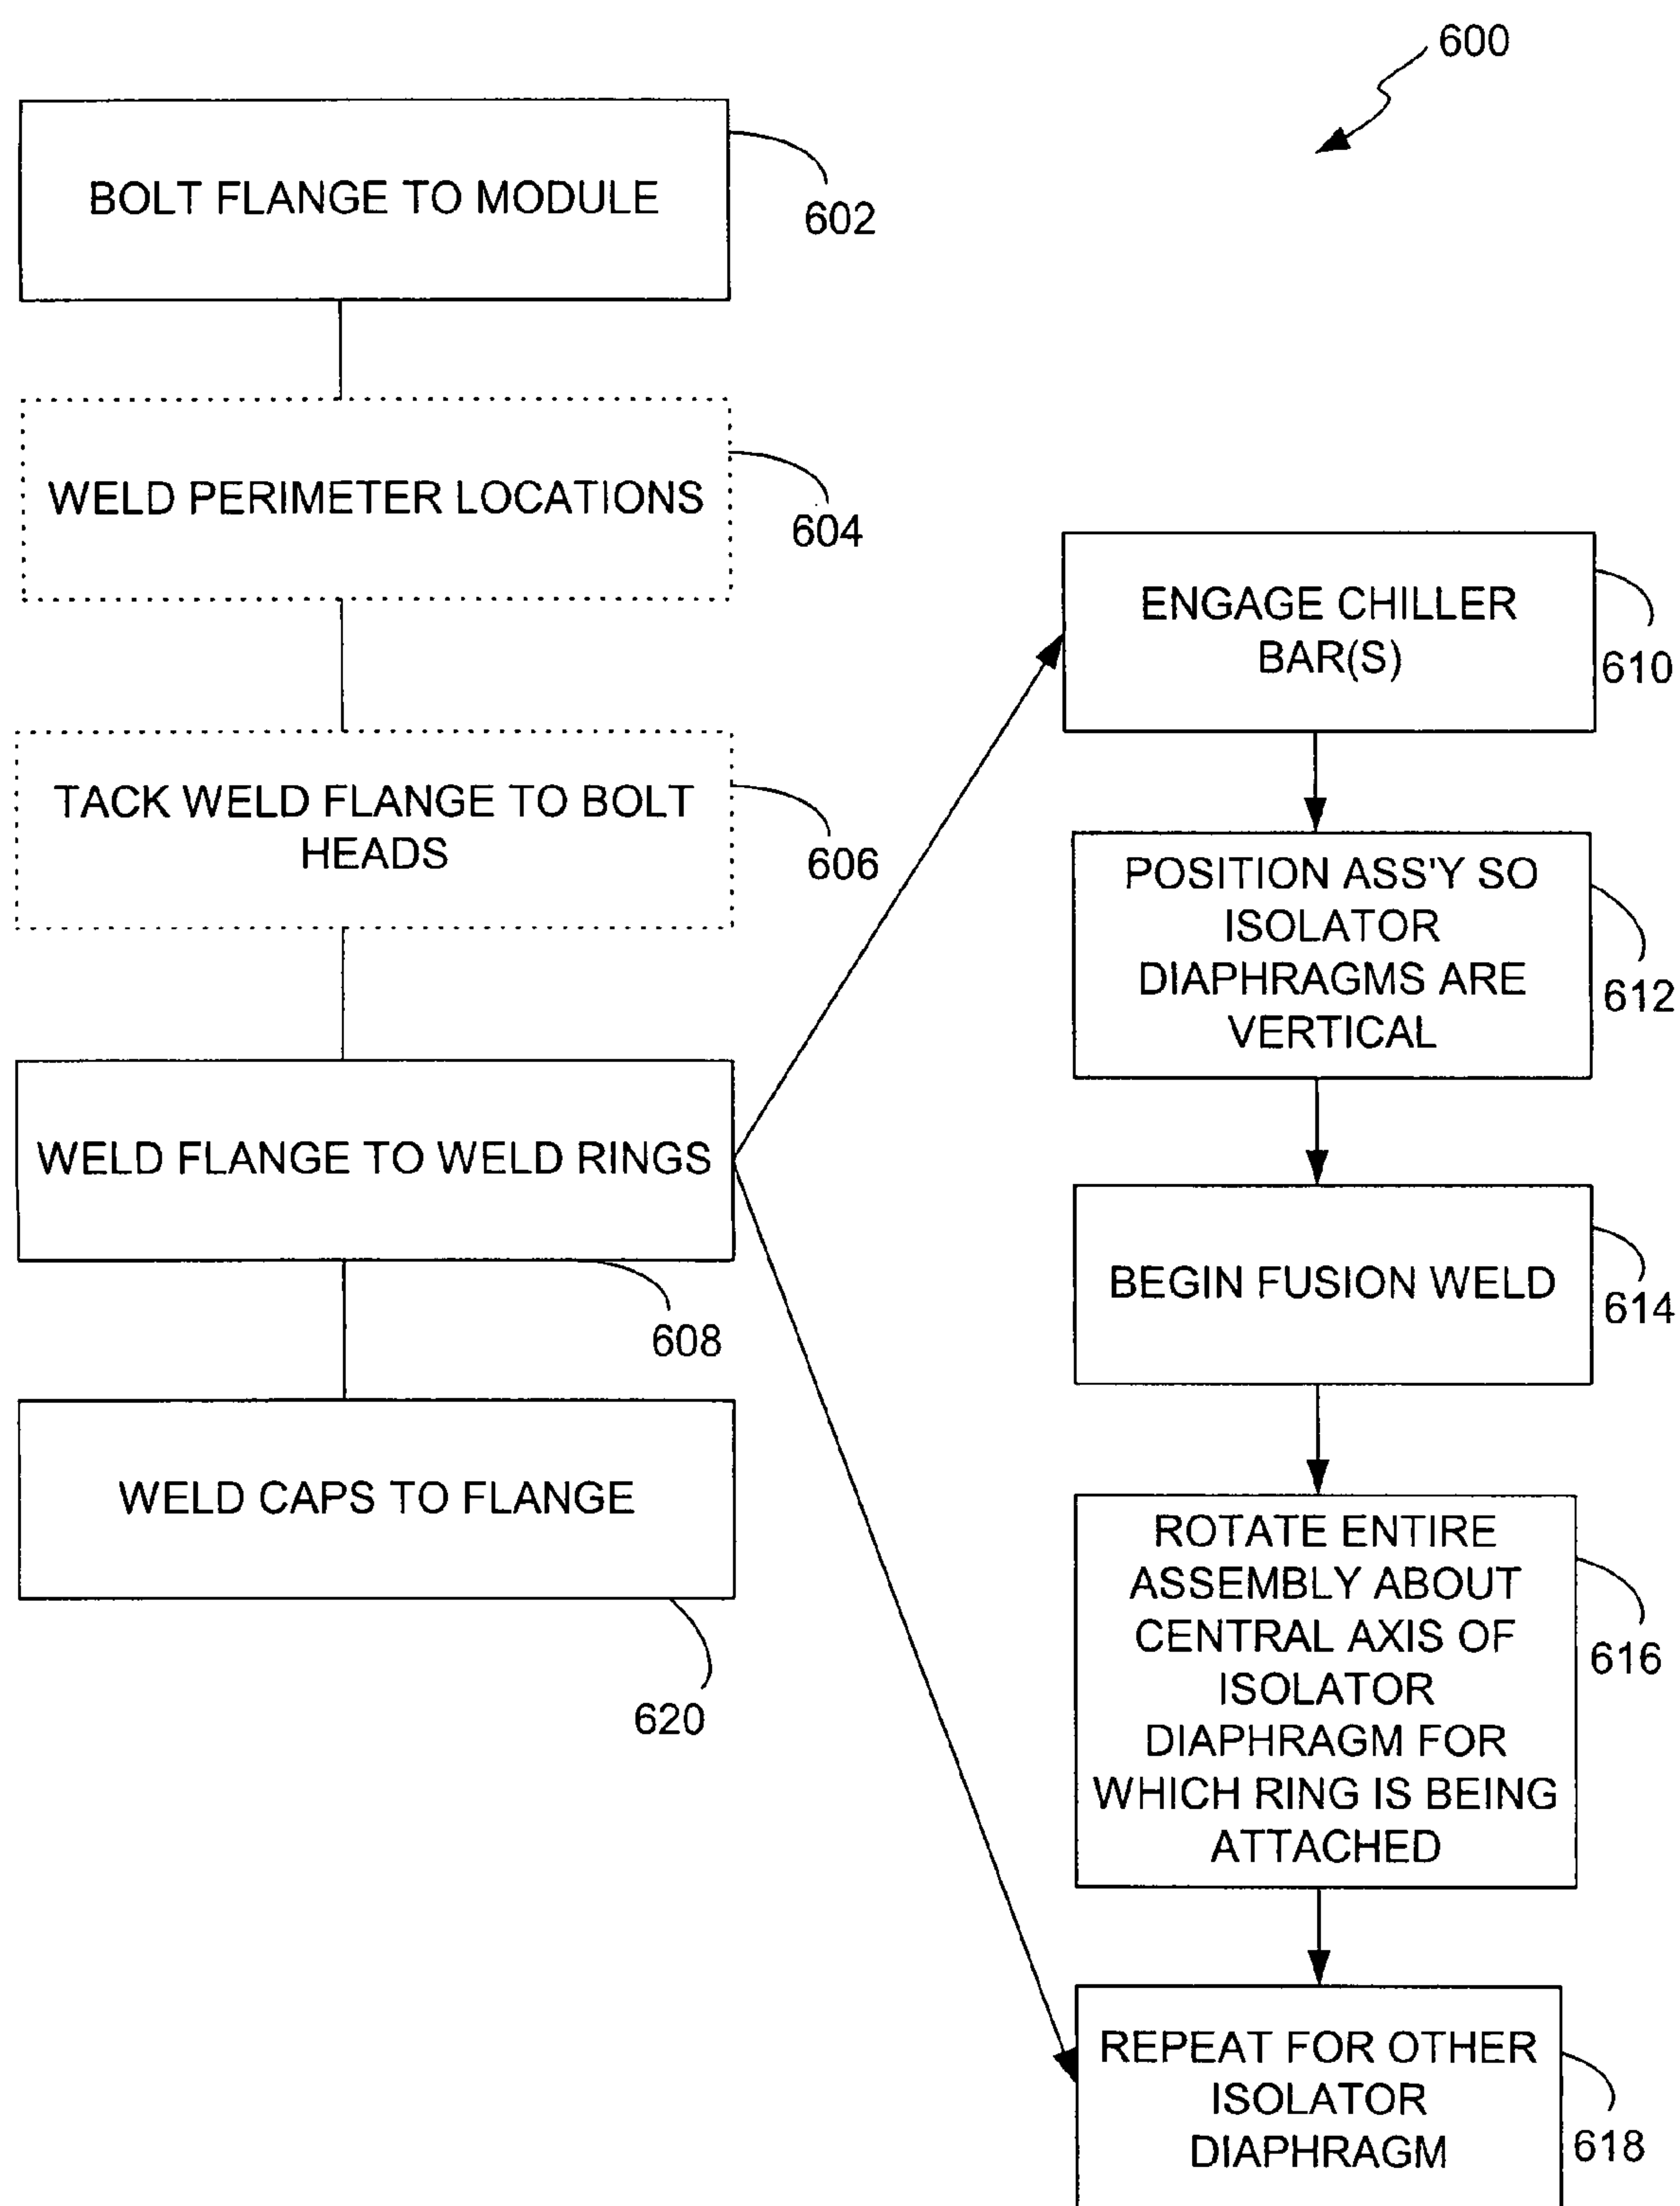 600
BOLT FLANGE TO MODULE
602
WELD PERIMETER LOCATIONS
604
TACK WELD FLANGE TO BOLT
HEADS
606
WELD FLANGE TO WELD RINGS
608
WELD CAPS TO FLANGE
620
ENGAGE CHILLER
BAR(S)
610
POSITION ASS'Y SO
ISOLATOR
DIAPHRAGMS ARE
VERTICAL
612
BEGIN FUSION WELD
614
ROTATE ENTIRE
ASSEMBLY ABOUT
CENTRAL AXIS OF
ISOLATOR
DIAPHRAGM FOR
WHICH RING IS BEING
ATTACHED
616
REPEAT FOR OTHER
ISOLATOR
DIAPHRAGM
618